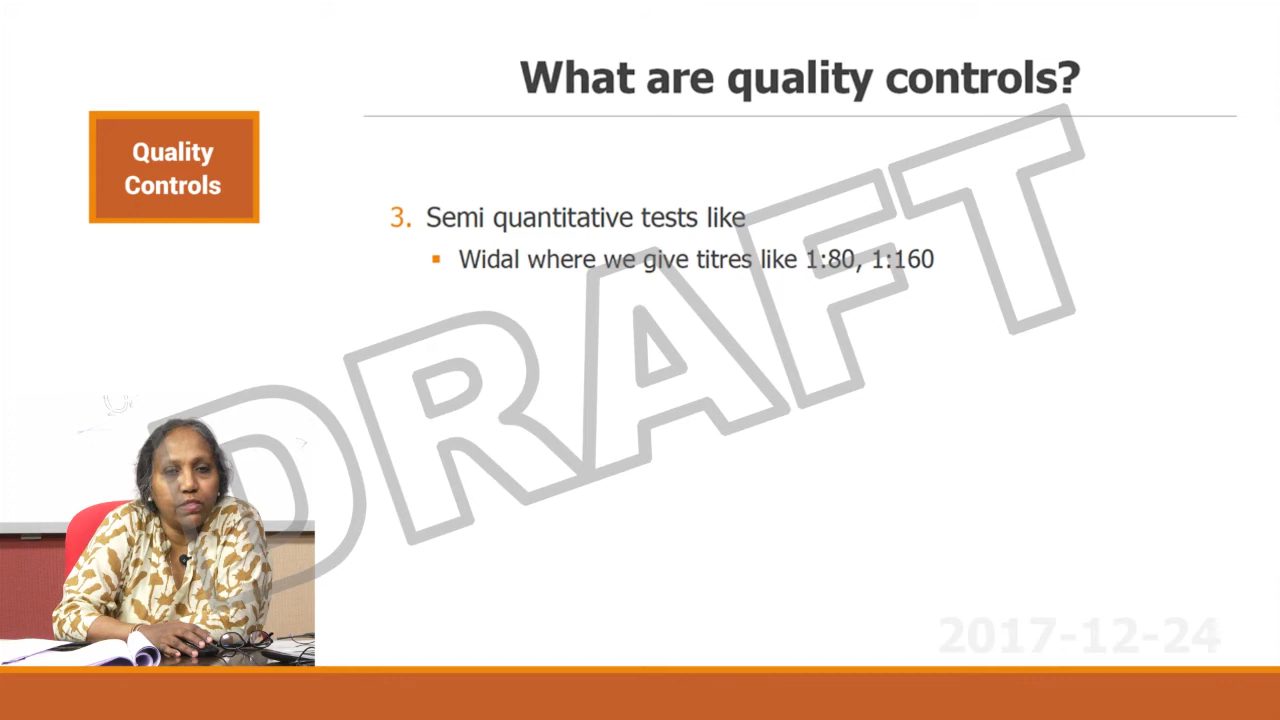 What are quality controls?
Quality
Controls
3. Semi quantitative tests like
▪ Widal where we give titres like 1:80, 1:160
DRAFT
2017-12-24